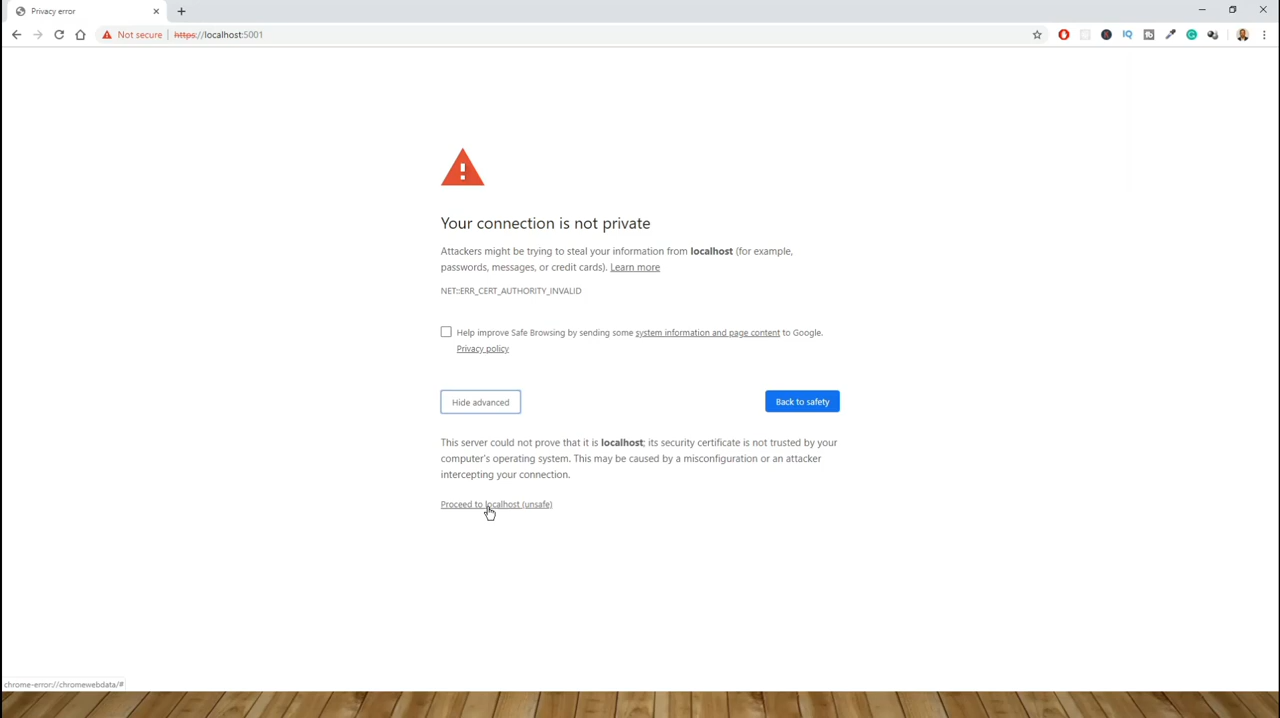 Privacy error
Not secure
https://localhost:5001
IQ
Your connection is not private
Attackers might be trying to steal your information from localhost (for example,
passwords, messages, or credit cards). Learn more
NET::ERR_CERT_AUTHORITY_INVALID
Help improve Safe Browsing by sending some system information and page content to Google.
Privacy policy
Hide advanced
Back to safety
This server could not prove that it is localhost; its security certificate is not trusted by your
computer's operating system. This may be caused by a misconfiguration or an attacker
intercepting your connection.
Proceed to localhost (unsafe)
chrome-error://chromewebdata/#